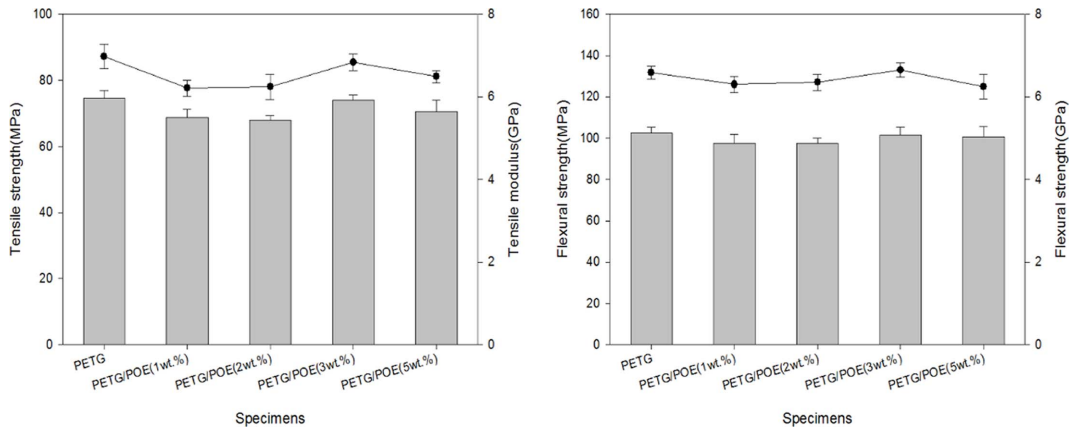 Tensile strength(MPa)
100
80
60
40
20
0
8
6
4
2
0
Tensile modulus(GPa)
PETG
PETG/POE(1wt.%)
PETG/POE(2wt.%)
PETG/POE(3wt.%)
PETG/POE(5wt.%)
Specimens
Flexural strength(MPa)
160
140
120
100
80
60
40
20
0
8
6
4
2
0
Flexural strength(GPa)
PETG
PETG/POE(1wt.%)
PETG/POE(2wt.%)
PETG/POE(3wt.%)
PETG/POE(5wt.%)
Specimens